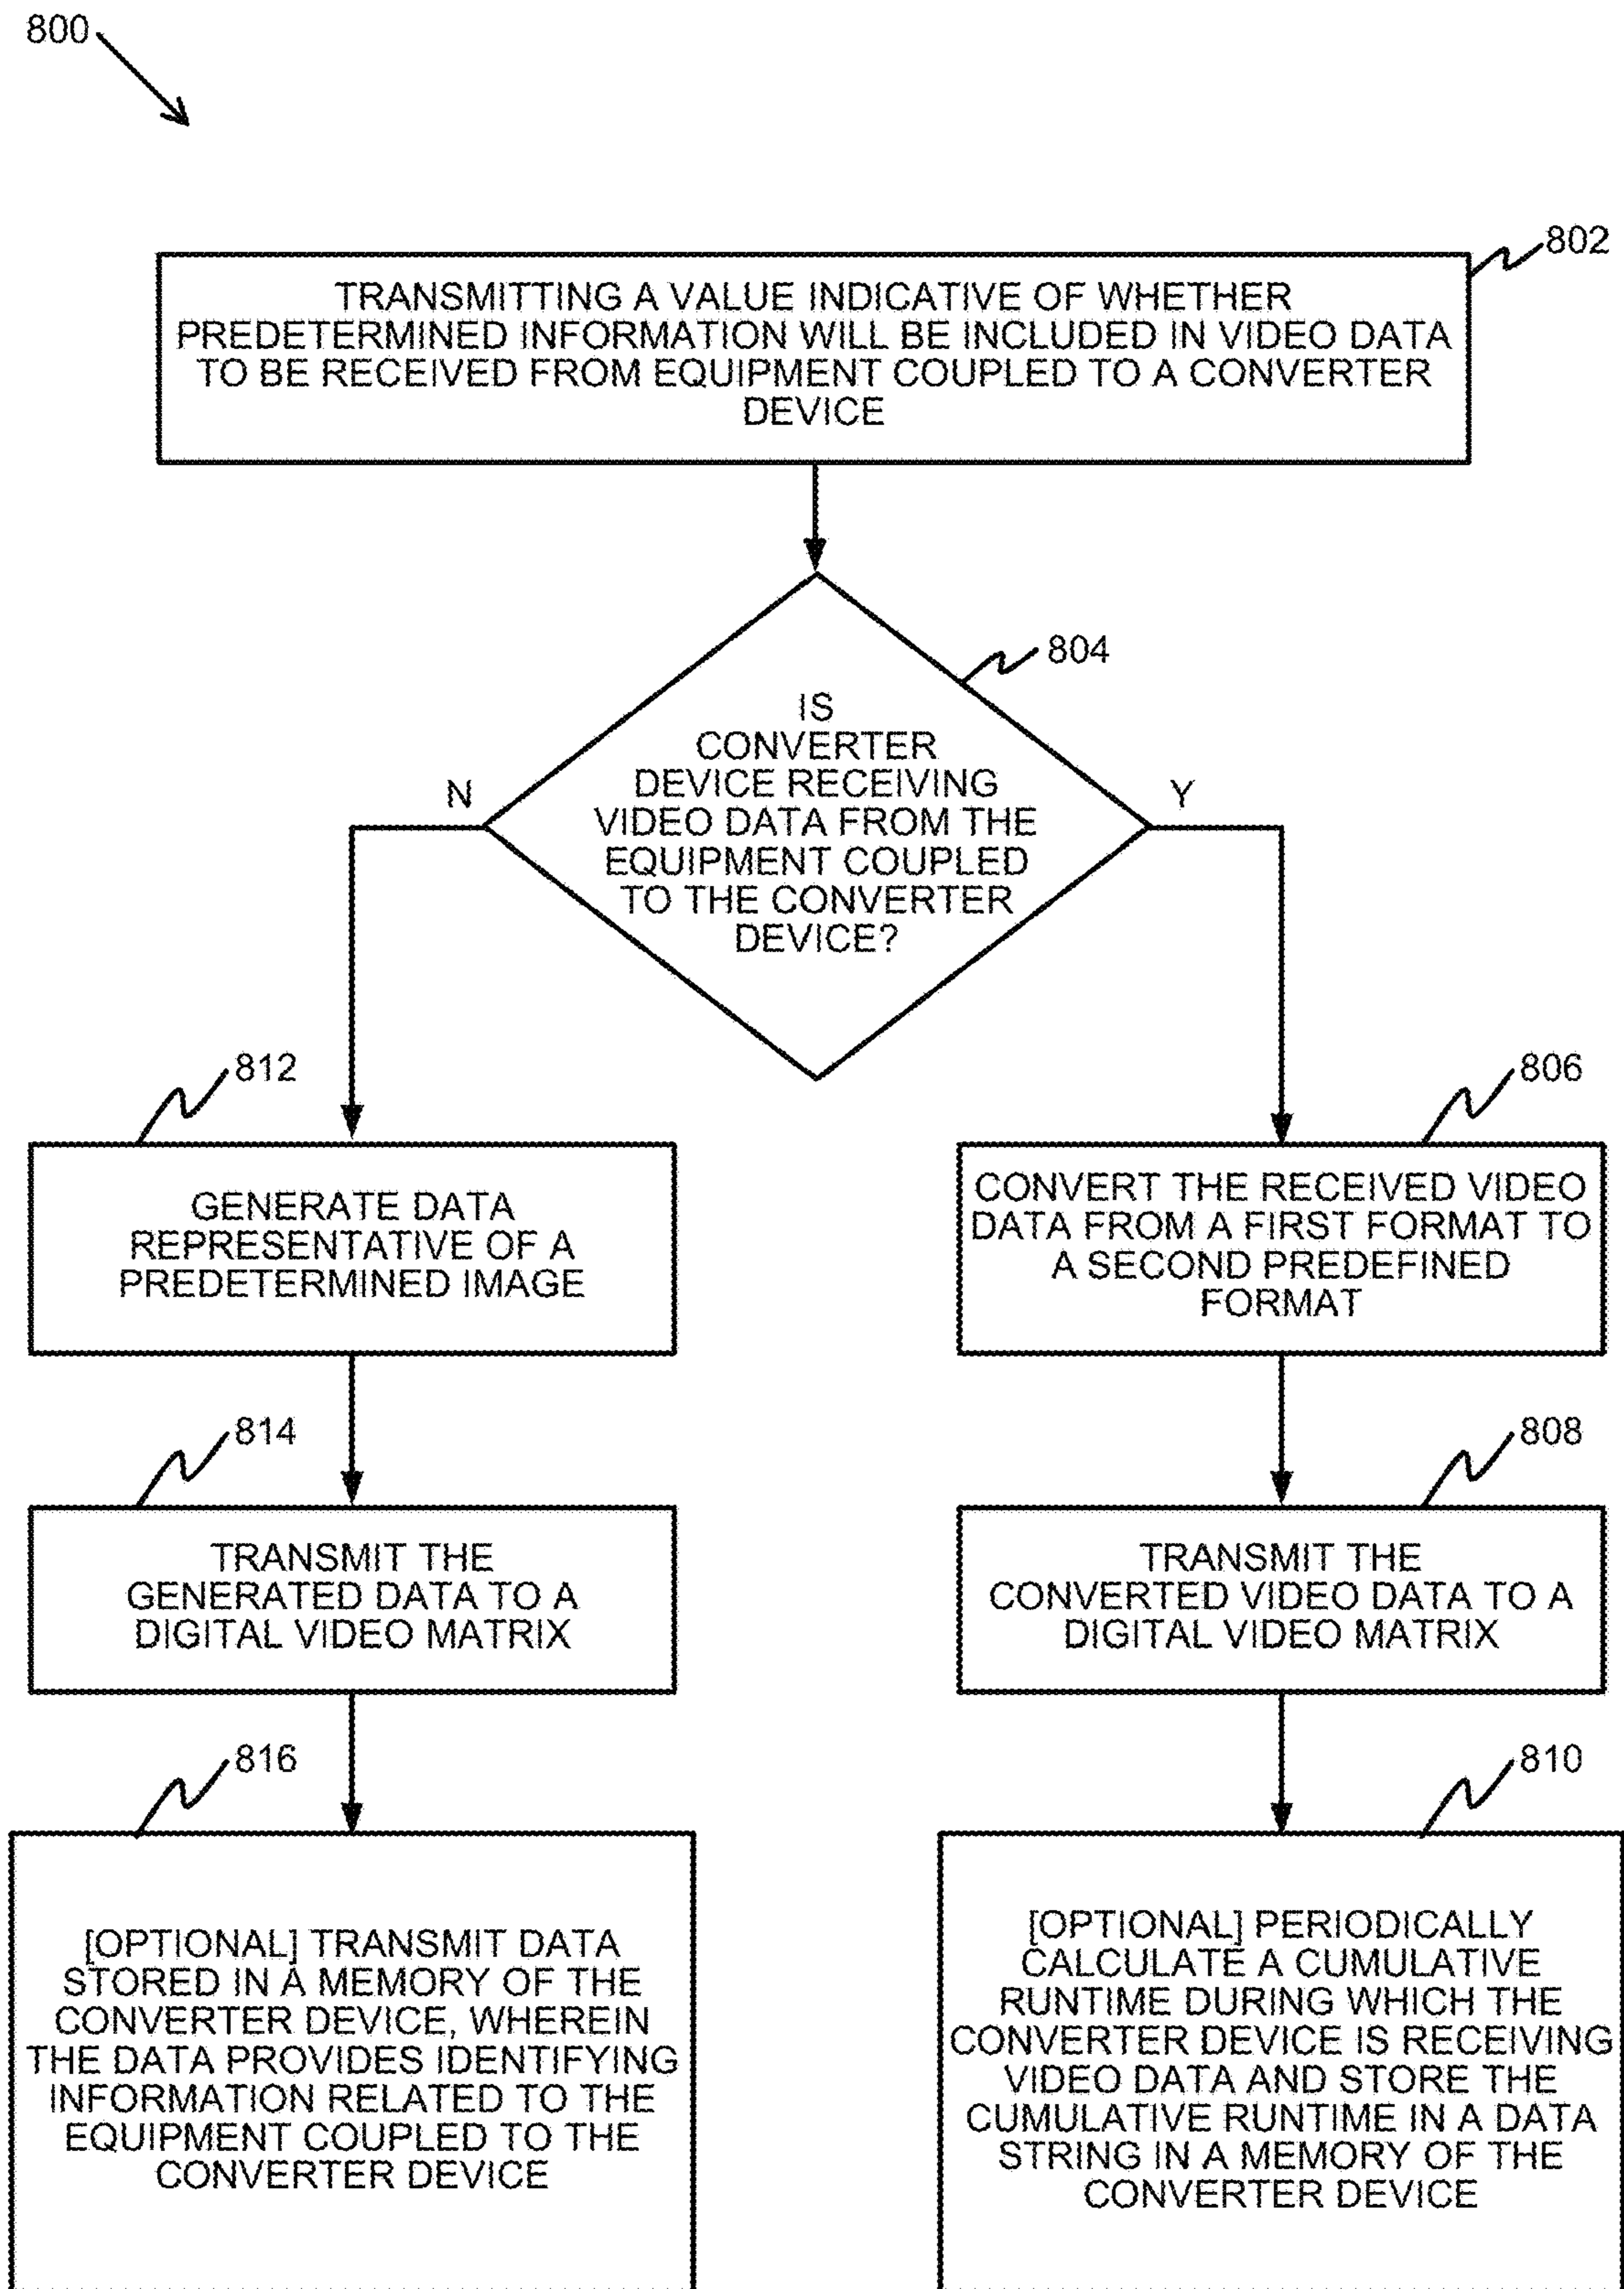 800
802
TRANSMITTING A VALUE INDICATIVE OF WHETHER
PREDETERMINED INFORMATION WILL BE INCLUDED IN VIDEO DATA
TO BE RECEIVED FROM EQUIPMENT COUPLED TO A CONVERTER
DEVICE
804
IS
CONVERTER
DEVICE RECEIVING
VIDEO DATA FROM THE
EQUIPMENT COUPLED
TO THE CONVERTER
DEVICE?
N
Y
812
GENERATE DATA
REPRESENTATIVE OF A
PREDETERMINED IMAGE
806
CONVERT THE RECEIVED VIDEO
DATA FROM A FIRST FORMAT TO
A SECOND PREDEFINED
FORMAT
814
TRANSMIT THE
GENERATED DATA TO A
DIGITAL VIDEO MATRIX
808
TRANSMIT THE
CONVERTED VIDEO DATA TO A
DIGITAL VIDEO MATRIX
816
[OPTIONAL] TRANSMIT DATA
STORED IN A MEMORY OF THE
CONVERTER DEVICE, WHEREIN
THE DATA PROVIDES IDENTIFYING
INFORMATION RELATED TO THE
EQUIPMENT COUPLED TO THE
CONVERTER DEVICE
810
[OPTIONAL] PERIODICALLY
CALCULATE A CUMULATIVE
RUNTIME DURING WHICH THE
CONVERTER DEVICE IS RECEIVING
VIDEO DATA AND STORE THE
CUMULATIVE RUNTIME IN A DATA
STRING IN A MEMORY OF THE
CONVERTER DEVICE